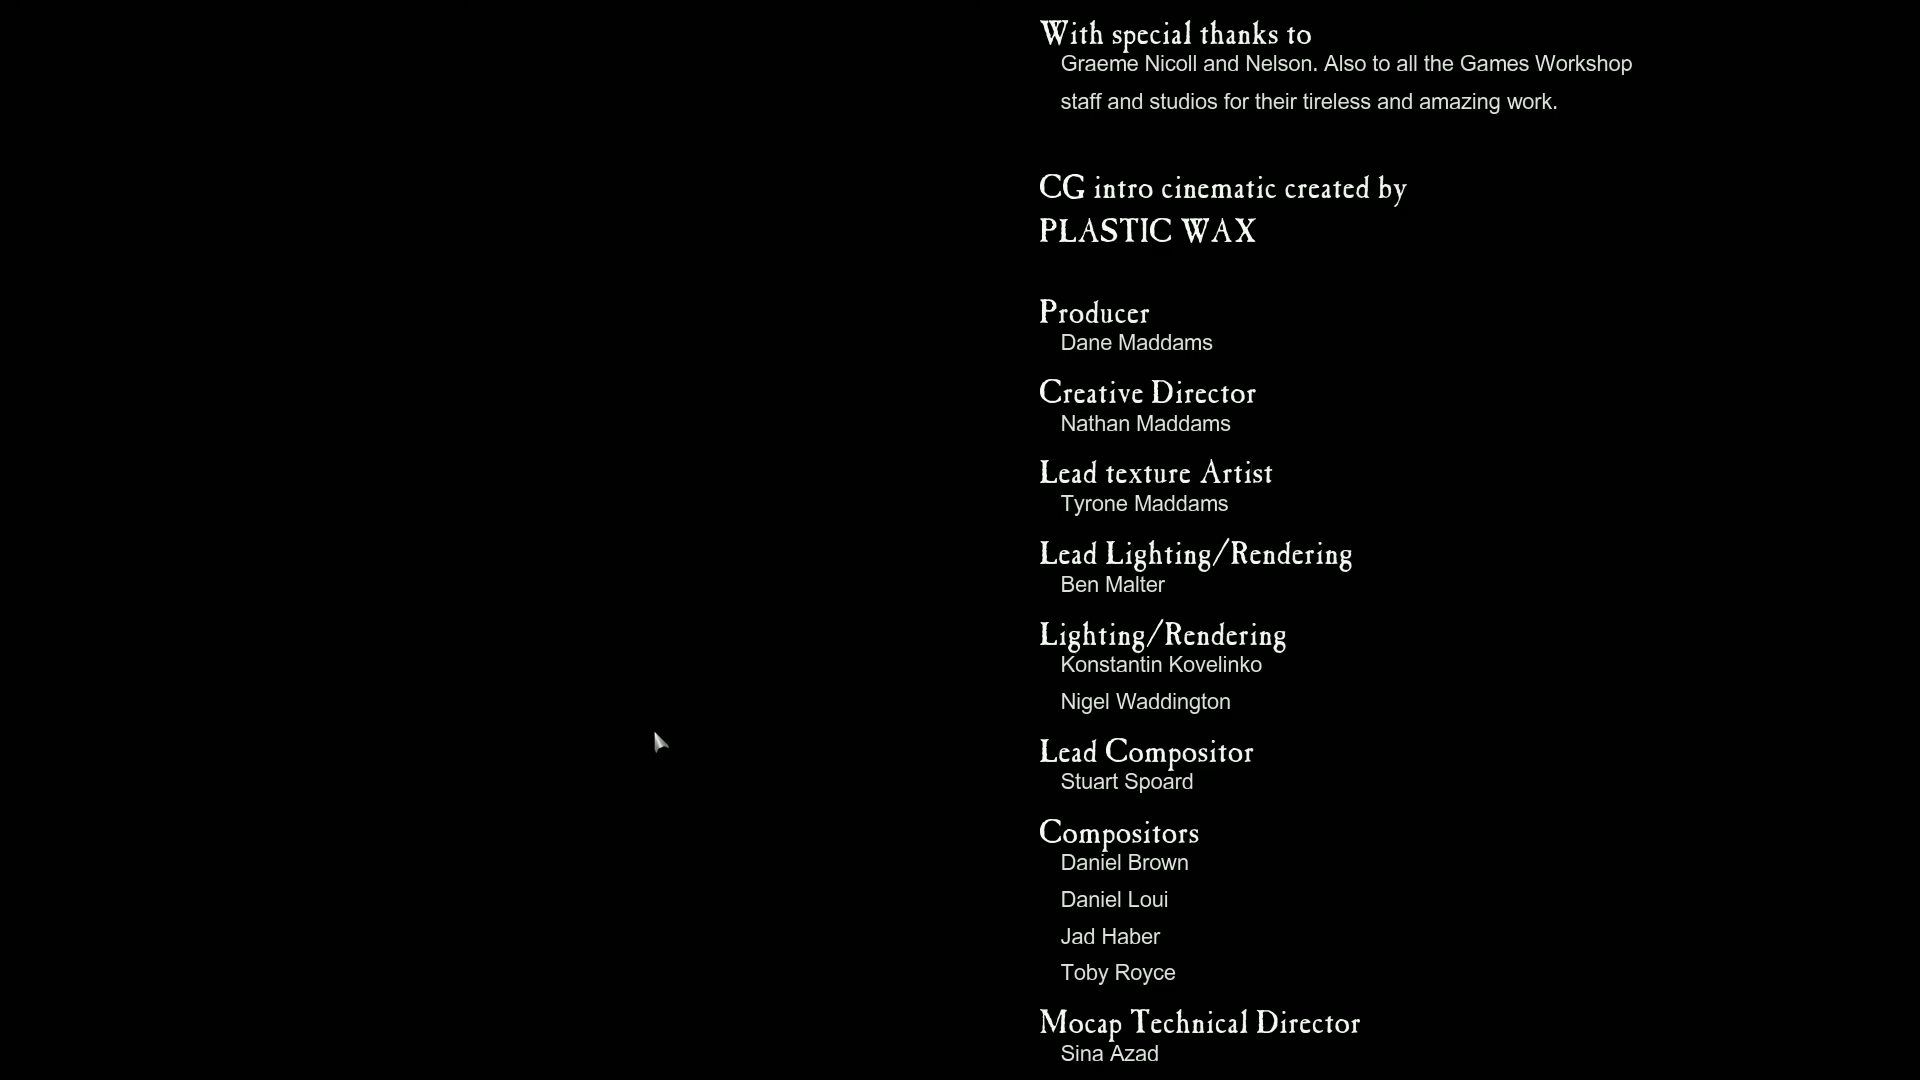 With special thanks to
Graeme Nicoll and Nelson. Also to all the Games Workshop
staff and studios for their tireless and amazing work.
CG intro cinematic created by
PLASTIC WAX
Producer
Dane Maddams
Creative Director
Nathan Maddams
Lead texture Artist
Tyrone Maddams
Lead Lighting/Rendering
Ben Malter
Lighting/Rendering
Konstantin Kovelinko
Nigel Waddington
Lead Compositor
Stuart Spoard
Compositors
Daniel Brown
Daniel Loui
Jad Haber
Toby Royce
Mocap Technical Director
Sina Azad